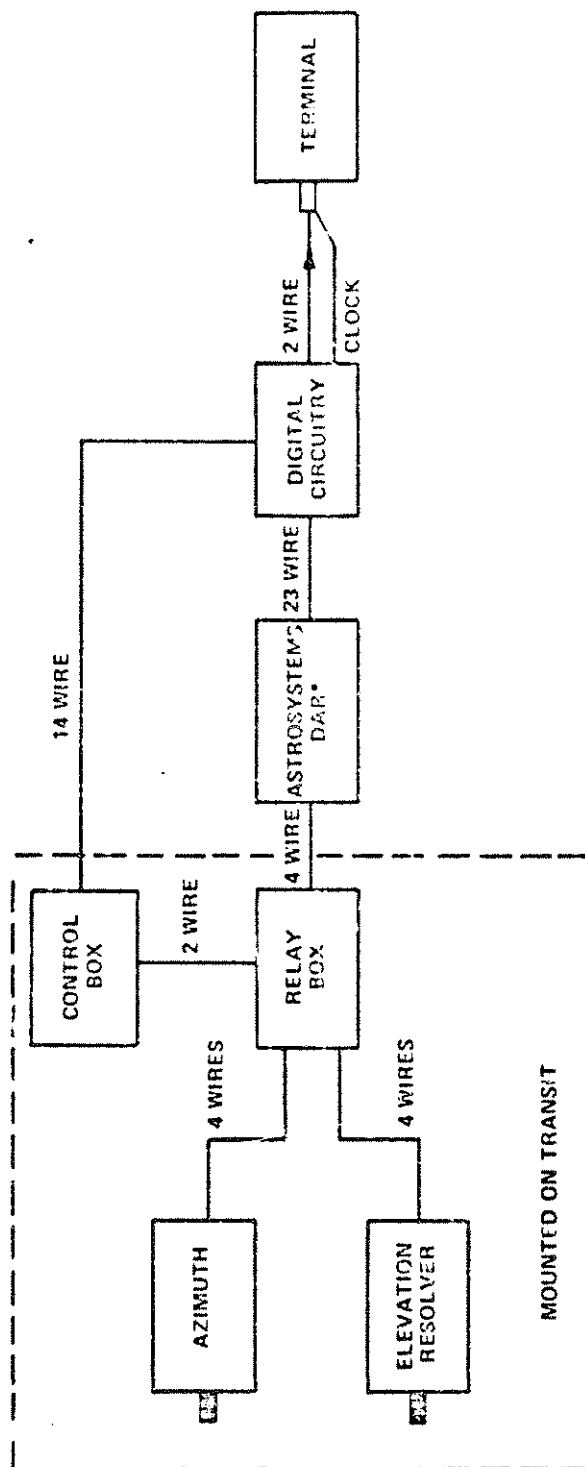 AZIMUTH
ELEVATION
RESOLVER
4 WIRES
4 WIRES
CONTROL
BOX
2 WIRE
RELAY
BOX
MOUNTED ON TRANSIT
14 WIRE
4 WIRE
ASTROSYSTEMS
DAR*
23 WIRE
DIGITAL
CIRCUITRY
2 WIRE
CLOCK
TERMINAL